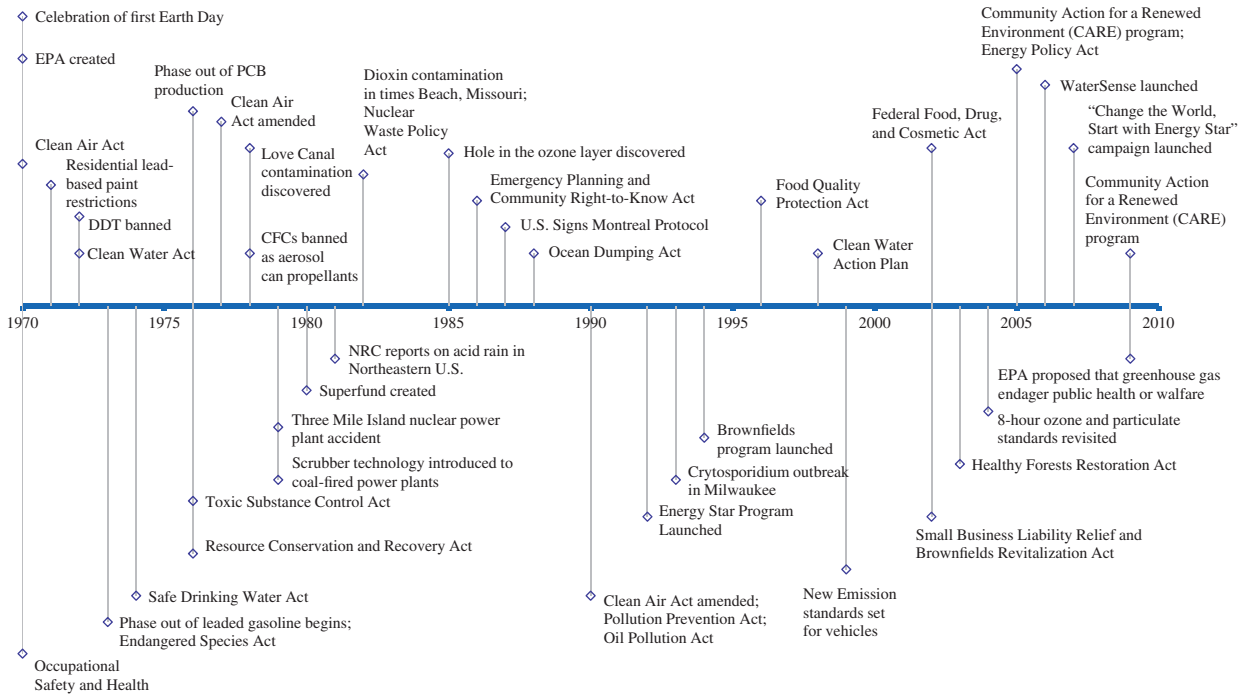 Celebration of first Earth Day
EPA created
Clean Air Act
Residential lead-
based paint
restrictions
DDT banned
Clean Water Act
Phase out of PCB
production
Clean Air
Act amended
Love Canal
contamination
discovered
CFCs banned
as aerosol
can propellants
Dioxin contamination
in times Beach, Missouri;
Nuclear
Waste Policy
Act
Hole in the ozone layer discovered
Emergency Planning and
Community Right-to-Know Act
U.S. Signs Montreal Protocol
Ocean Dumping Act
Food Quality
Protection Act
Clean Water
Action Plan
Federal Food, Drug,
and Cosmetic Act
Community Action for a Renewed
Environment (CARE) program;
Energy Policy Act
WaterSense launched
“Change the World,
Start with Energy Star”
campaign launched
Community Action
for a Renewed
Environment (CARE)
program
1970 1975 1980 1985 1990 1995 2000 2005 2010
NRC reports on acid rain in
Northeastern U.S.
Superfund created
Three Mile Island nuclear power
plant accident
Scrubber technology introduced to
coal-fired power plants
Toxic Substance Control Act
Resource Conservation and Recovery Act
Safe Drinking Water Act
Phase out of leaded gasoline begins;
Endangered Species Act
Occupational
Safety and Health
Brownfields
program launched
Crytosporidium outbreak
in Milwaukee
Energy Star Program
Launched
Clean Air Act amended;
Pollution Prevention Act;
Oil Pollution Act
New Emission
standards set
for vehicles
EPA proposed that greenhouse gas
endager public health or welfare
8-hour ozone and particulate
standards revisited
Healthy Forests Restoration Act
Small Business Liability Relief and
Brownfields Revitalization Act